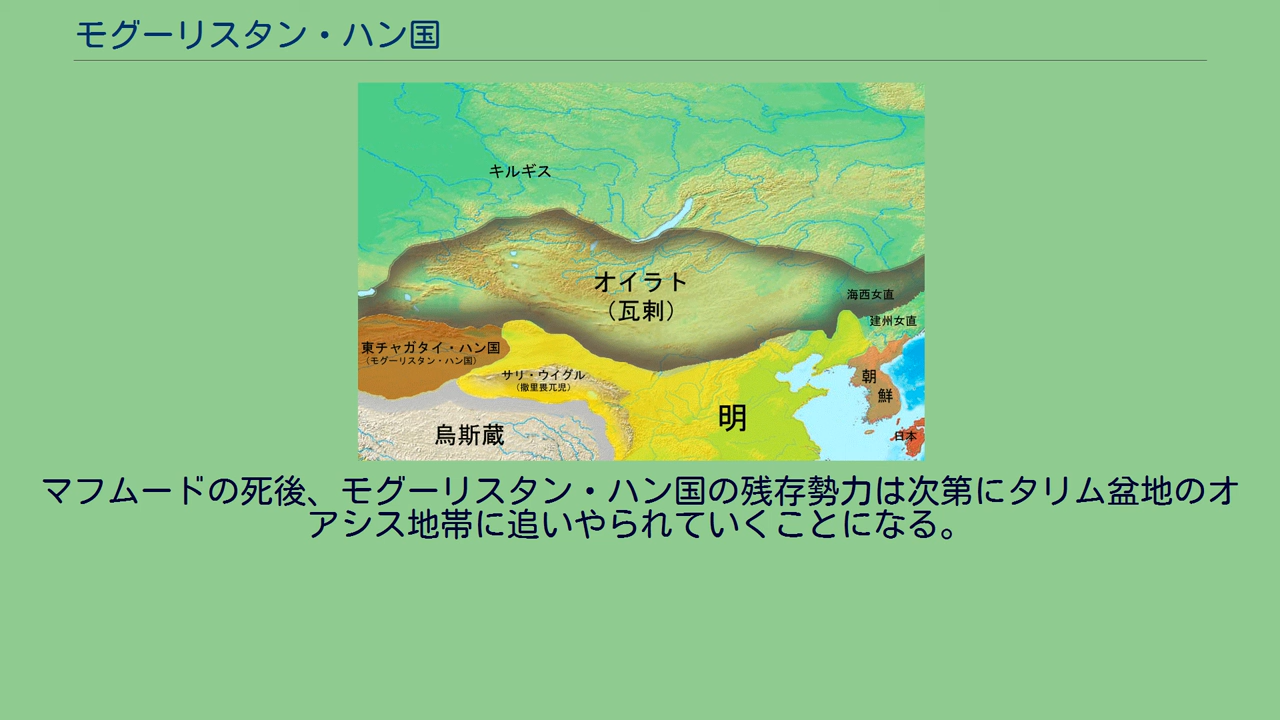 モグーリスタン・ハン国
キルギス
オイラト
（瓦剌）
海西女直
建州女直
東チャガタイ・ハン国
（モグーリスタン・ハン国）
サリ・ウイグル
（撒里畏兀児）
朝
鮮
明
烏斯蔵
日本
マフムードの死後、モグーリスタン・ハン国の残存勢力は次第にタリム盆地のオ
アシス地帯に追いやられていくことになる。